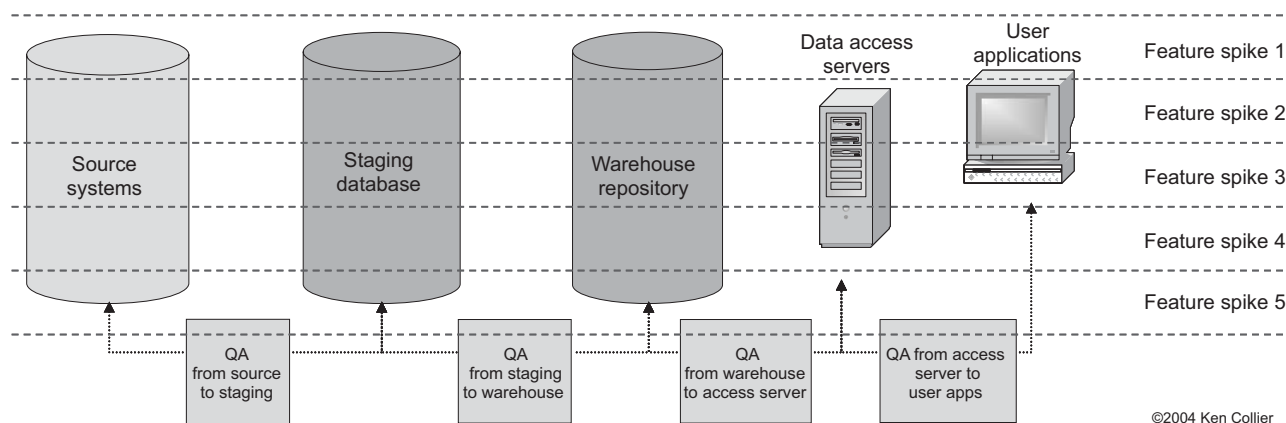 Data access
servers
User
applications
Feature spike 1
Feature spike 2
Source
systems
Staging
database
Warehouse
repository
Feature spike 3
Feature spike 4
Feature spike 5
QA
from source
to staging
QA
from staging
to warehouse
QA
from warehouse
to access server
QA from access
server to
user apps
©2004 Ken Collier